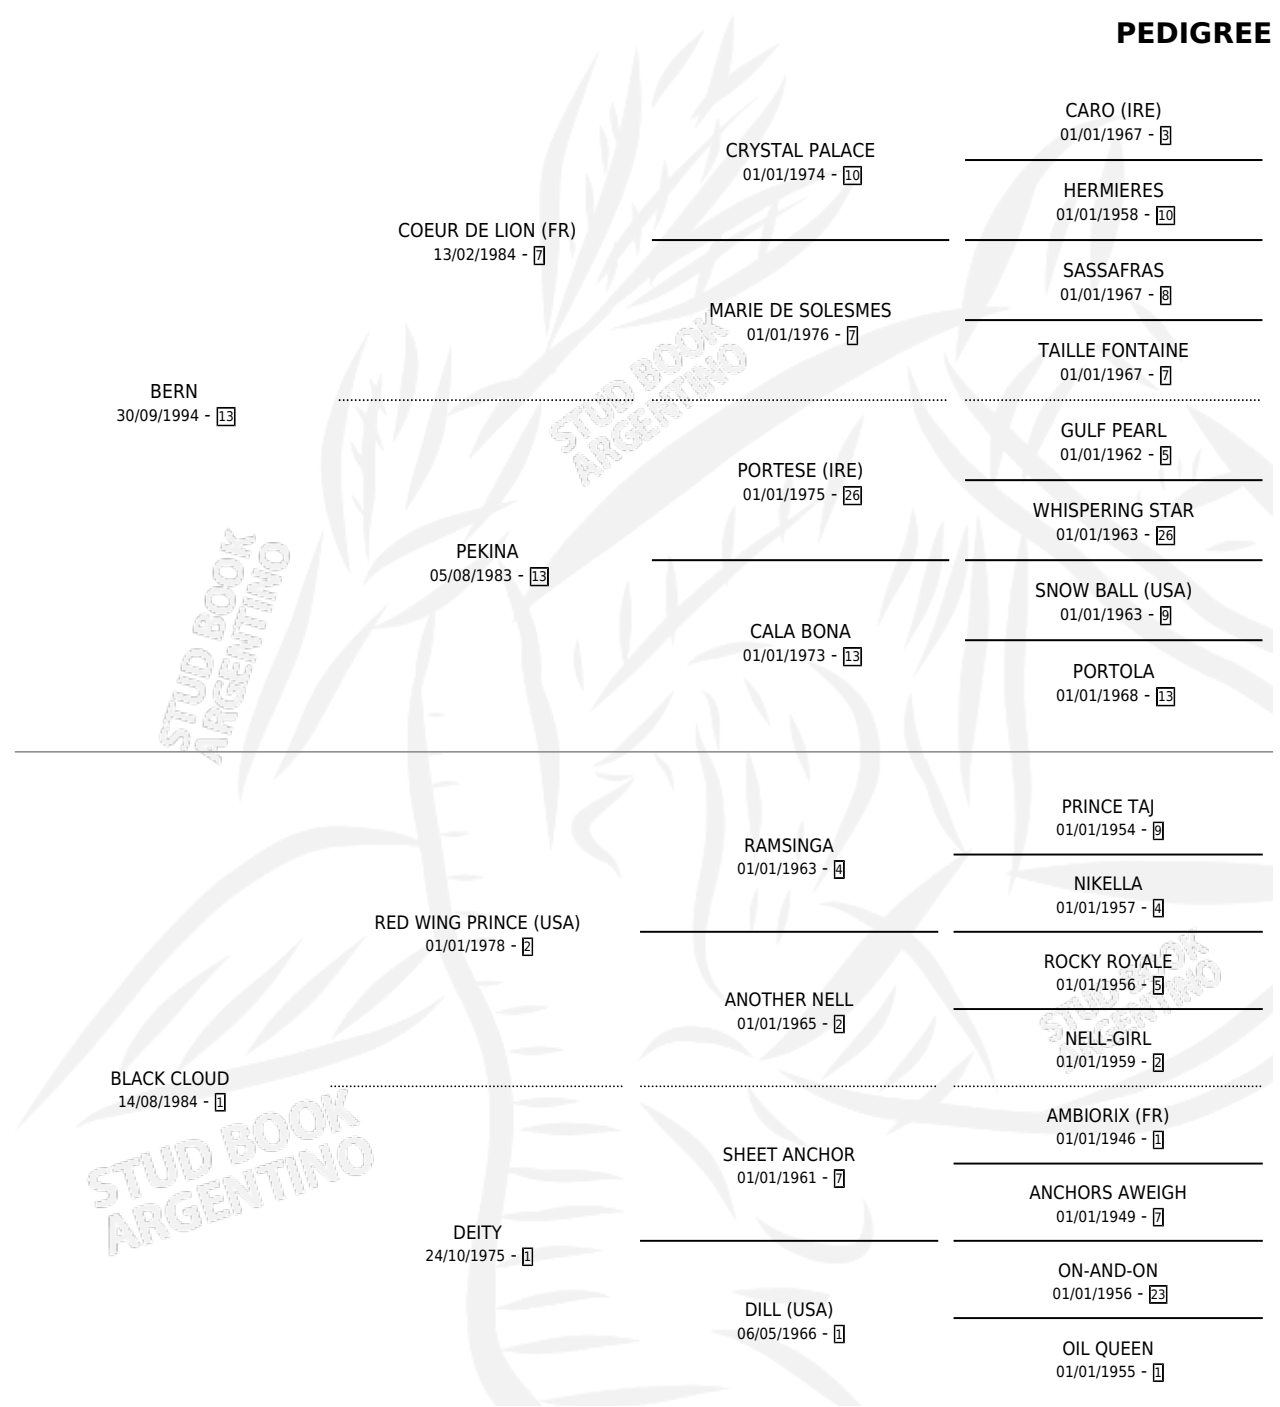 PEDIGREE
CARO (IRE)
01/01/1967 - 3
CRYSTAL PALACE
01/01/1974 - 10
HERMIERES
01/01/1958 - 10
COEUR DE LION (FR)
13/02/1984 - 7
SASSAFRAS
01/01/1967 - 8
MARIE DE SOLESMES
01/01/1976 - 7
TAILLE FONTAINE
01/01/1967 - 7
BERN
30/09/1994 - 13
GULF PEARL
01/01/1962 - 5
PORTESE (IRE)
01/01/1975 - 26
WHISPERING STAR
01/01/1963 - 26
PEKINA
05/08/1983 - 13
SNOW BALL (USA)
01/01/1963 - 9
CALA BONA
01/01/1973 - 13
PORTOLA
01/01/1968 - 13
PRINCE TAJ
01/01/1954 - 9
RAMSINGA
01/01/1963 - 4
NIKELLA
01/01/1957 - 4
RED WING PRINCE (USA)
01/01/1978 - 2
ROCKY ROYALE
01/01/1956 - 5
ANOTHER NELL
01/01/1965 - 2
NELL-GIRL
01/01/1959 - 2
BLACK CLOUD
14/08/1984 - 1
AMBIORIX (FR)
01/01/1946 - 1
SHEET ANCHOR
01/01/1961 - 7
ANCHORS AWEIGH
01/01/1949 - 7
DEITY
24/10/1975 - 1
ON-AND-ON
01/01/1956 - 23
DILL (USA)
06/05/1966 - 1
OIL QUEEN
01/01/1955 - 1
STUD BOOK
ARGENTINO
STUD BOOK
ARGENTINO
STUD BOOK
ARGENTINO
STUD BOOK
ARGENTINO